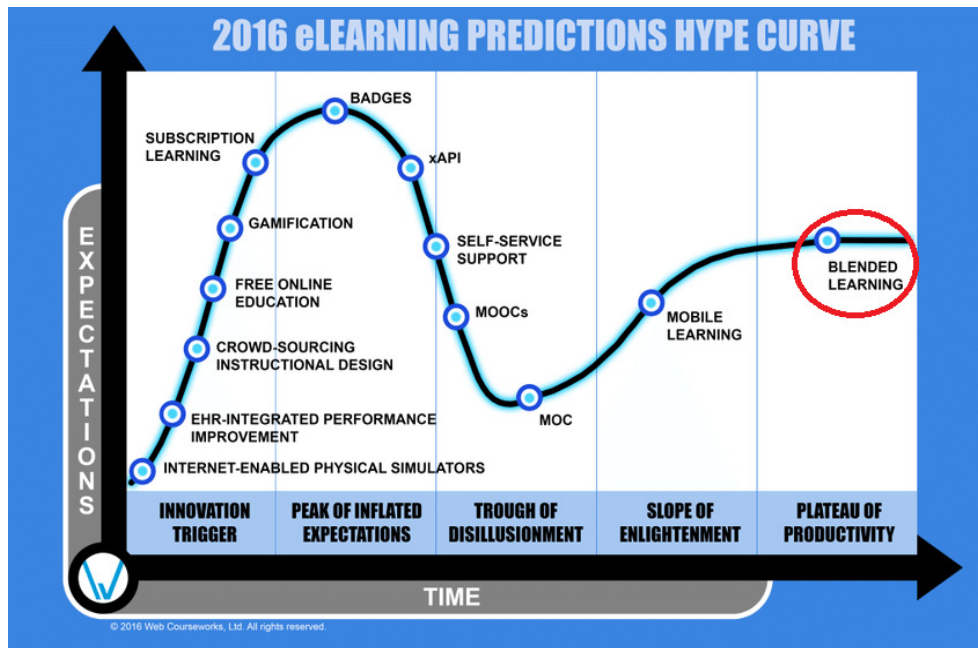 2016 eLEARNING PREDICTIONS HYPE CURVE
BADGES
SUBSCRIPTION
LEARNING
xAPI
GAMIFICATION
SELF-SERVICE
SUPPORT
BLENDED
LEARNING
FREE ONLINE
EDUCATION
MOOCs
MOBILE
LEARNING
CROWD-SOURCING
INSTRUCTIONAL DESIGN
EHR-INTEGRATED PERFORMANCE
IMPROVEMENT
MOC
INTERNET-ENABLED PHYSICAL SIMULATORS
EXPECTATIONS
INNOVATION
TRIGGER
PEAK OF INFLATED
EXPECTATIONS
TROUGH OF
DISILLUSIONMENT
SLOPE OF
ENLIGHTENMENT
PLATEAU OF
PRODUCTIVITY
W
TIME
© 2016 Web Courseworks, Ltd. All rights reserved.